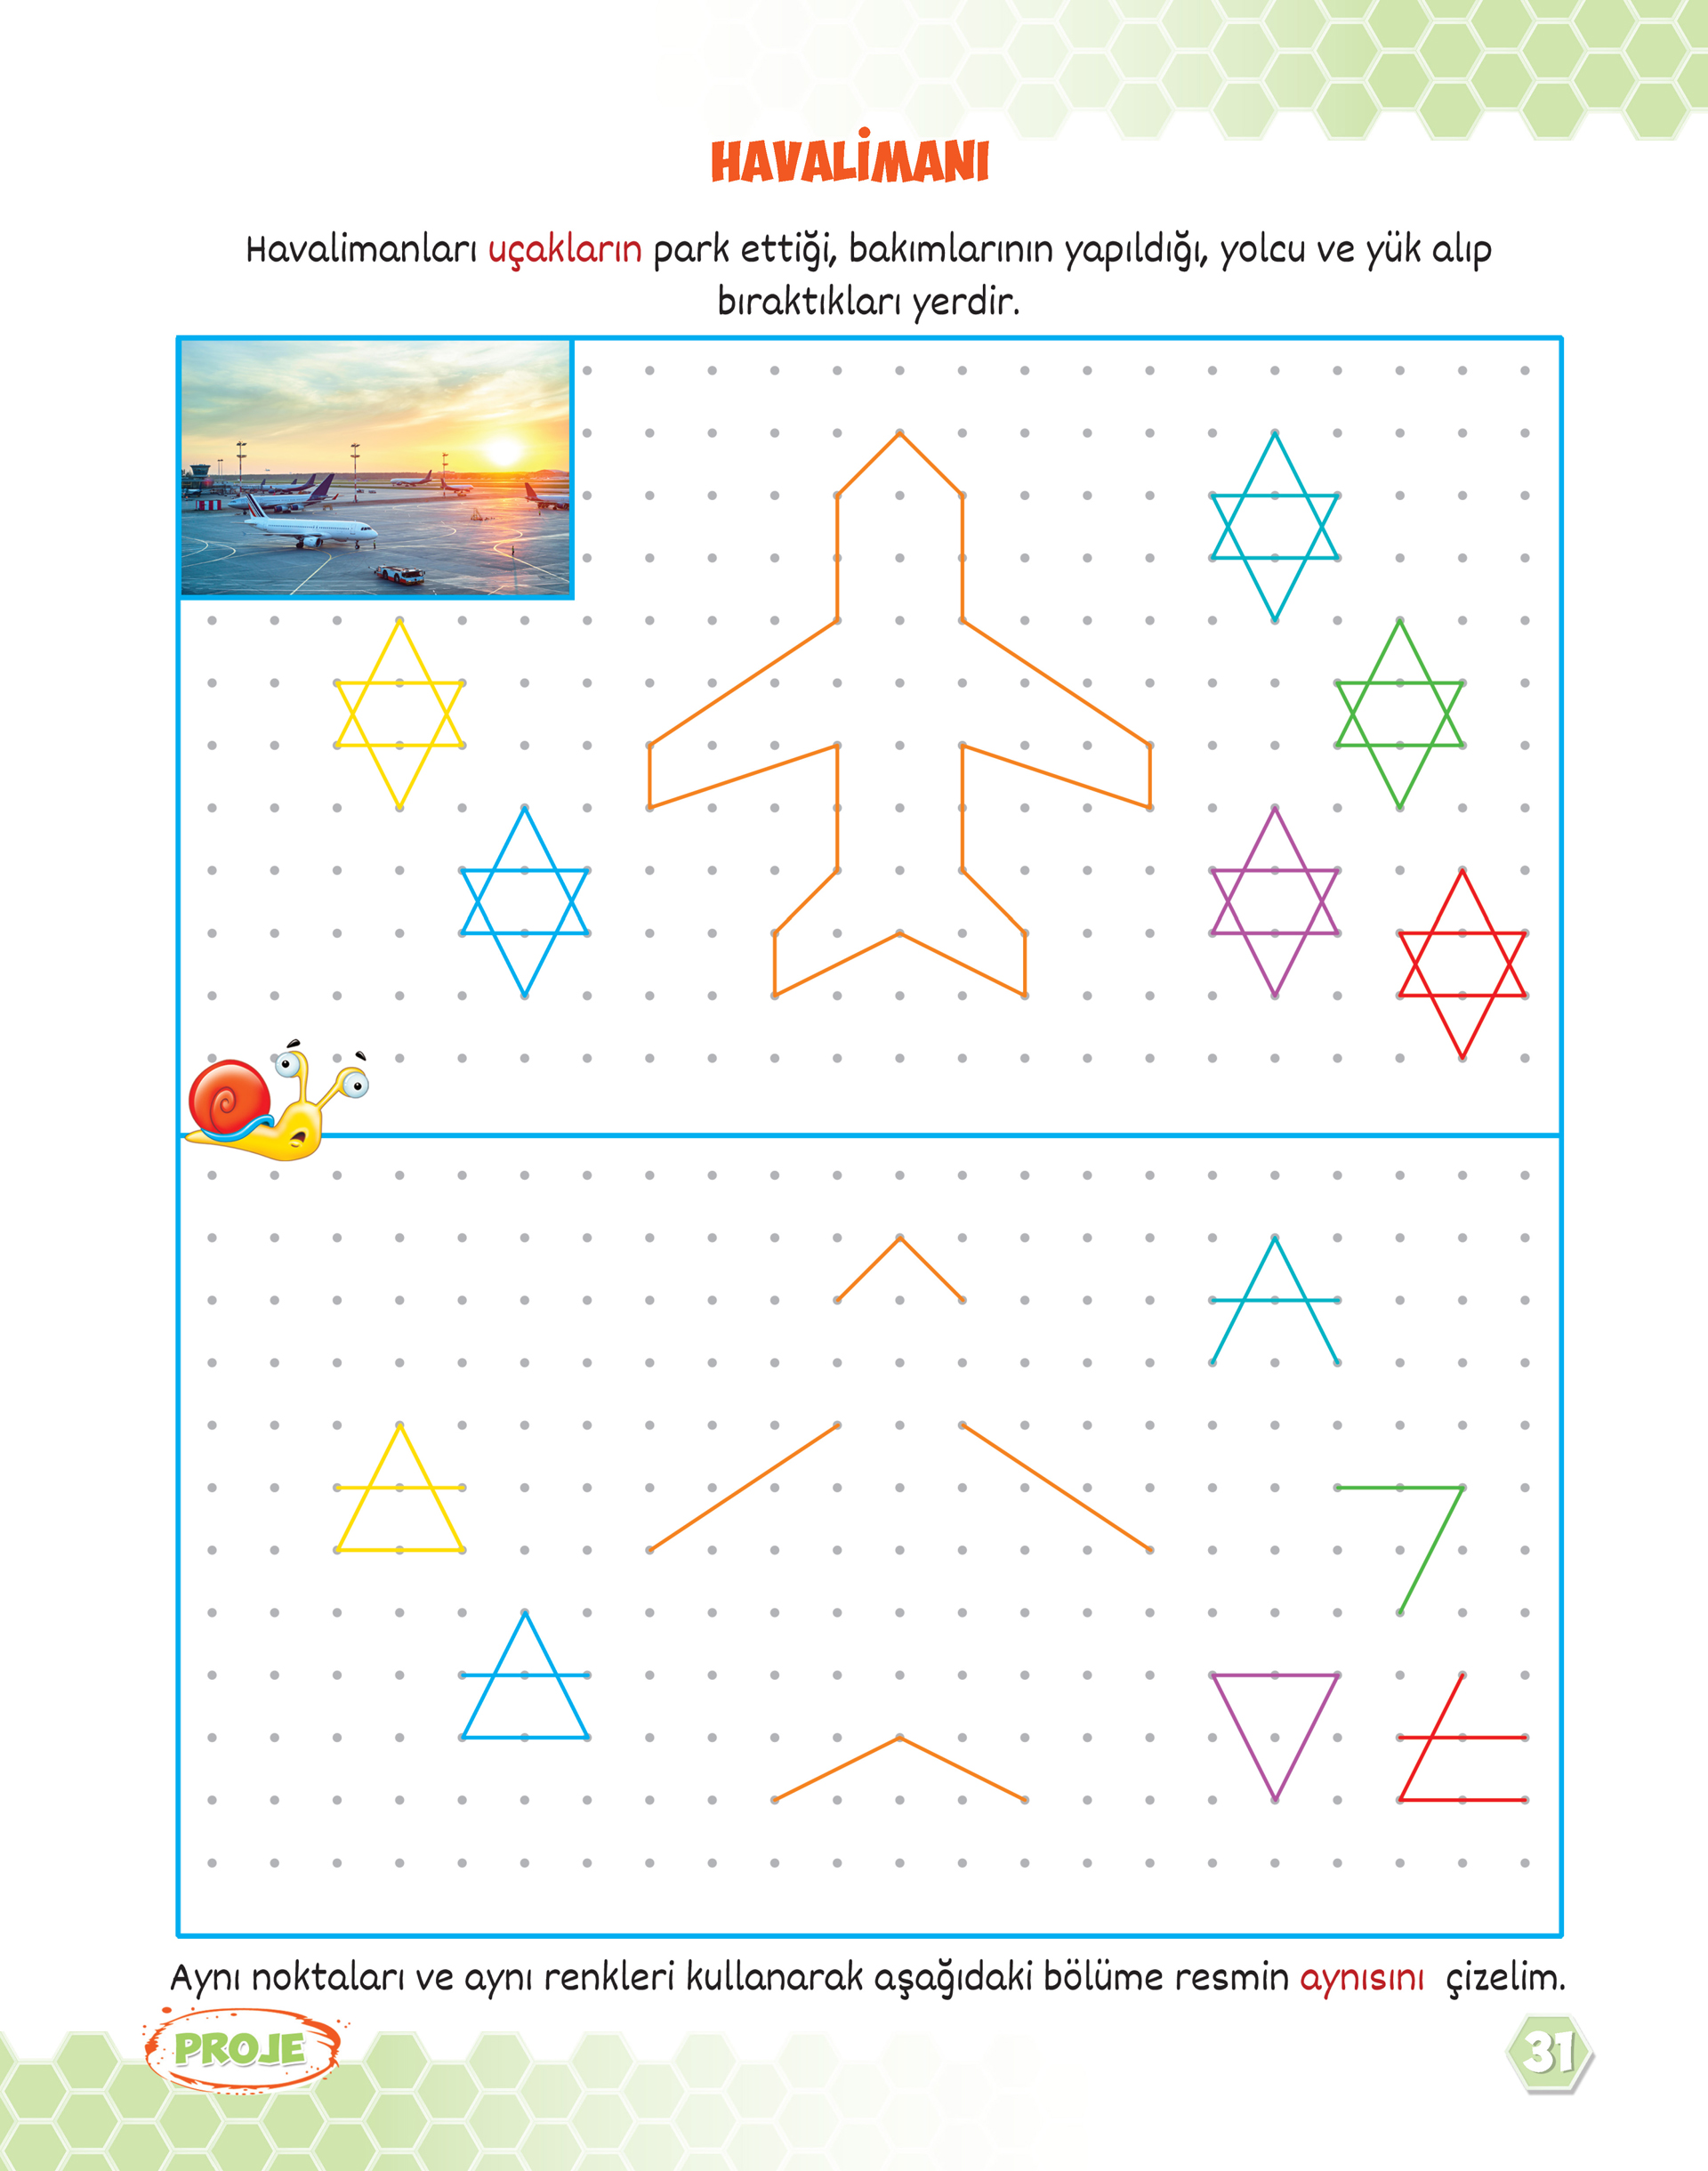 HAVALİMANI
Havalimanları uçakların park ettiği, bakımlarının yapıldığı, yolcu ve yük alıp
bıraktıkları yerdir.
Aynı noktaları ve aynı renkleri kullanarak aşağıdaki bölüme resmin aynısını çizelim.
PROJE
31